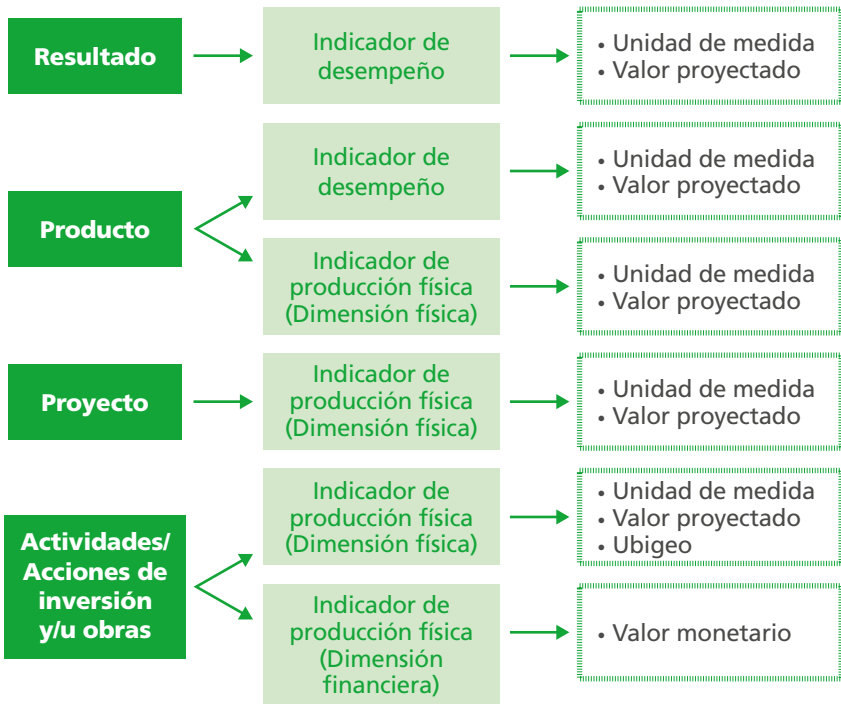 Resultado
Indicador de
desempeño
• Unidad de medida
• Valor proyectado
Producto
Indicador de
desempeño
• Unidad de medida
• Valor proyectado
Indicador de
producción física
(Dimensión física)
• Unidad de medida
• Valor proyectado
Proyecto
Indicador de
producción física
(Dimensión física)
• Unidad de medida
• Valor proyectado
Actividades/
Acciones de
inversión
y/u obras
Indicador de
producción física
(Dimensión física)
• Unidad de medida
• Valor proyectado
• Ubigeo
Indicador de
producción física
(Dimensión
financiera)
• Valor monetario